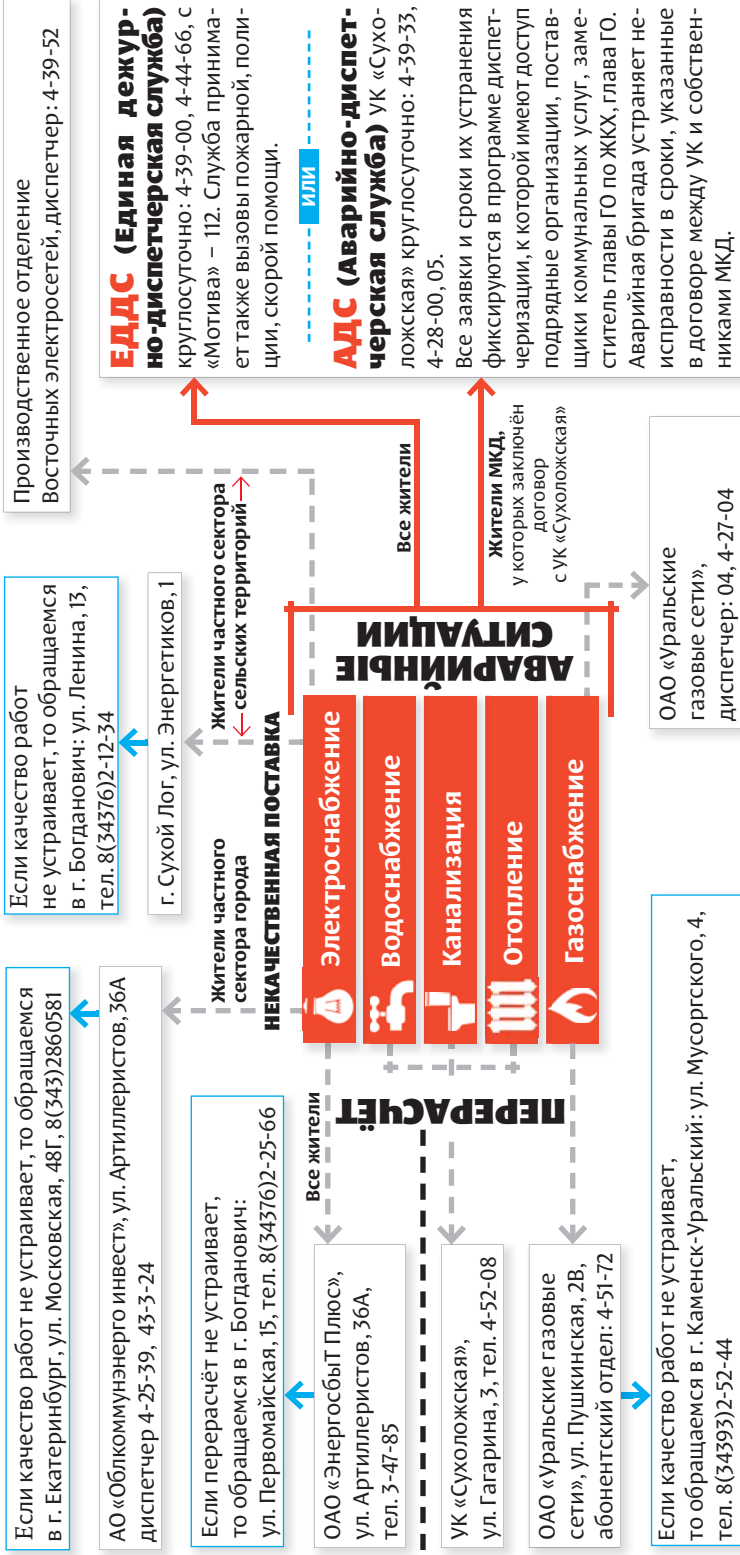 Если качество работ не устраивает, то обращаемся
в г. Екатеринбург, ул. Московская, 48Г, 8(343)2860581
АО «Облкоммунэнерго инвест», ул. Артиллеристов, 36А
диспетчер 4-25-39, 43-3-24
Если качество работ
не устраивает, то обращаемся
в г. Богданович: ул. Ленина, 13,
тел. 8(34376)2-12-34
г. Сухой Лог, ул. Энергетиков, 1
Производственное отделение
Восточных электросетей, диспетчер: 4-39-52
Жители частного
сектора города
Жители частного сектора
сельских территорий
НЕКАЧЕСТВЕННАЯ ПОСТАВКА
Если перерасчёт не устраивает,
то обращаемся в г. Богданович:
ул. Первомайская, 15, тел. 8(34376)2-25-66
Все жители
ОАО «ЭнергосбыТ Плюс»,
ул. Артиллеристов, 36А,
тел. 3-47-85
УК «Сухоложская»,
ул. Гагарина, 3, тел. 4-52-08
ОАО «Уральские газовые
сети», ул. Пушкинская, 2В,
абонентский отдел: 4-51-72
Если качество работ не устраивает,
то обращаемся в г. Каменск-Уральский: ул. Мусоргского, 4,
тел. 8(34393)2-52-44
ПЕРЕРАСЧЁТ
Электроснабжение
Водоснабжение
Канализация
Отопление
Газоснабжение
АВАРИЙНЫЕ
СИТУАЦИИ
Все жители
Жители МКД,
у которых заключён
договор
с УК «Сухоложская»
ОАО «Уральские
газовые сети»,
диспетчер: 04, 4-27-04
ЕДДС (Единая дежур-
но-диспетчерская служба)
круглосуточно: 4-39-00, 4-44-66, с
«Мотива» – 112. Служба принима-
ет также вызовы пожарной, поли-
ции, скорой помощи.
ИЛИ
АДС (Аварийно-диспет-
черская служба) УК «Сухо-
ложская» круглосуточно: 4-39-33,
4-28-00, 05.
Все заявки и сроки их устранения
фиксируются в программе диспет-
черизации, к которой имеют доступ
подрядные организации, постав-
щики коммунальных услуг, заме-
ститель главы ГО по ЖКХ, глава ГО.
Аварийная бригада устраняет не-
исправности в сроки, указанные
в договоре между УК и собствен-
никами МКД.